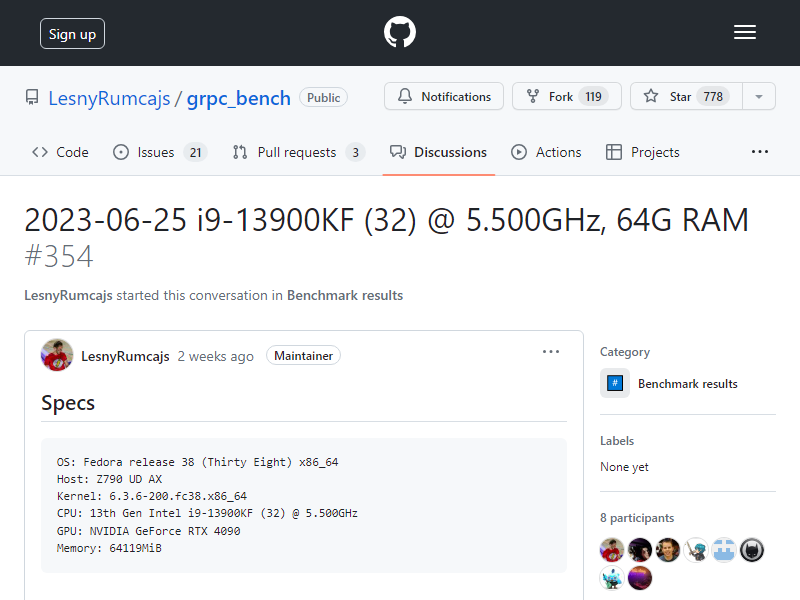 Sign up
LesnyRumcajs / grpc_bench Public
Notifications
Fork 119
Star 778
Code
Issues 21
Pull requests 3
Discussions
Actions
Projects
2023-06-25 i9-13900KF (32) @ 5.500GHz, 64G RAM
#354
LesnyRumcajs started this conversation in Benchmark results
LesnyRumcajs 2 weeks ago Maintainer
Specs
OS: Fedora release 38 (Thirty Eight) x86_64
Host: Z790 UD AX
Kernel: 6.3.6-200.fc38.x86_64
CPU: 13th Gen Intel i9-13900KF (32) @ 5.500GHz
GPU: NVIDIA GeForce RTX 4090
Memory: 64119MiB
Category
#
Benchmark results
Labels
None yet
8 participants